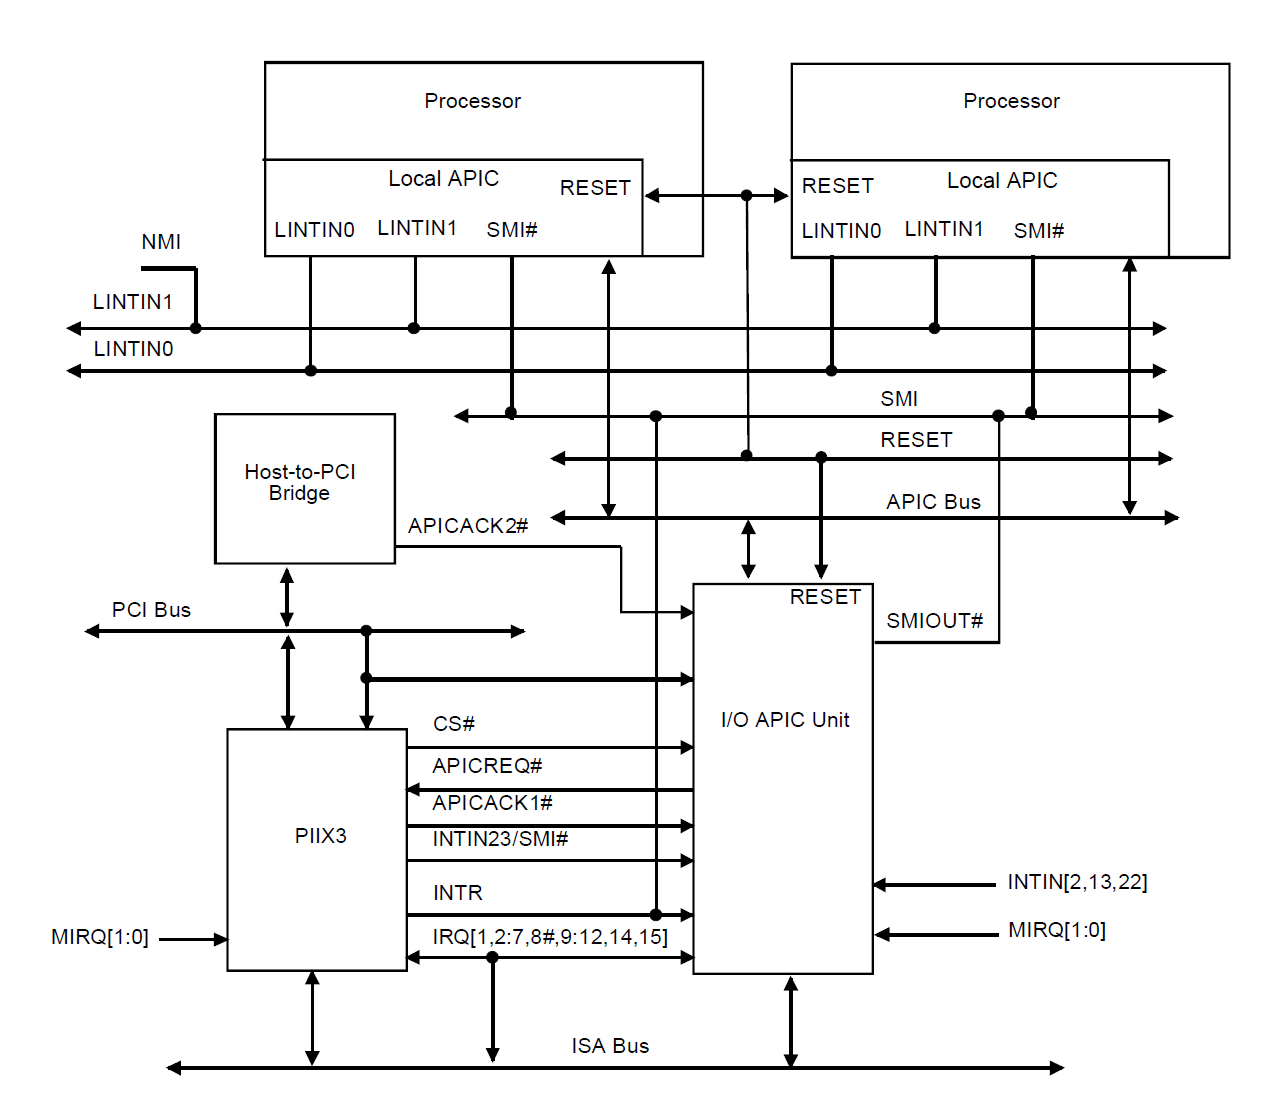 Processor
Processor
Local APIC
RESET
LINTIN0
LINTIN1
SMI#
RESET
Local APIC
LINTIN0
LINTIN1
SMI#
NMI
LINTIN1
LINTIN0
SMI
RESET
APIC Bus
Host-to-PCI
Bridge
APICACK2#
PCI Bus
RESET
SMIOUT#
I/O APIC Unit
CS#
APICREQ#
APICACK1#
INTIN23/SMI#
INTR
IRQ[1,2:7,8#,9:12,14,15]
PIIX3
MIRQ[1:0]
INTIN[2,13,22]
MIRQ[1:0]
ISA Bus